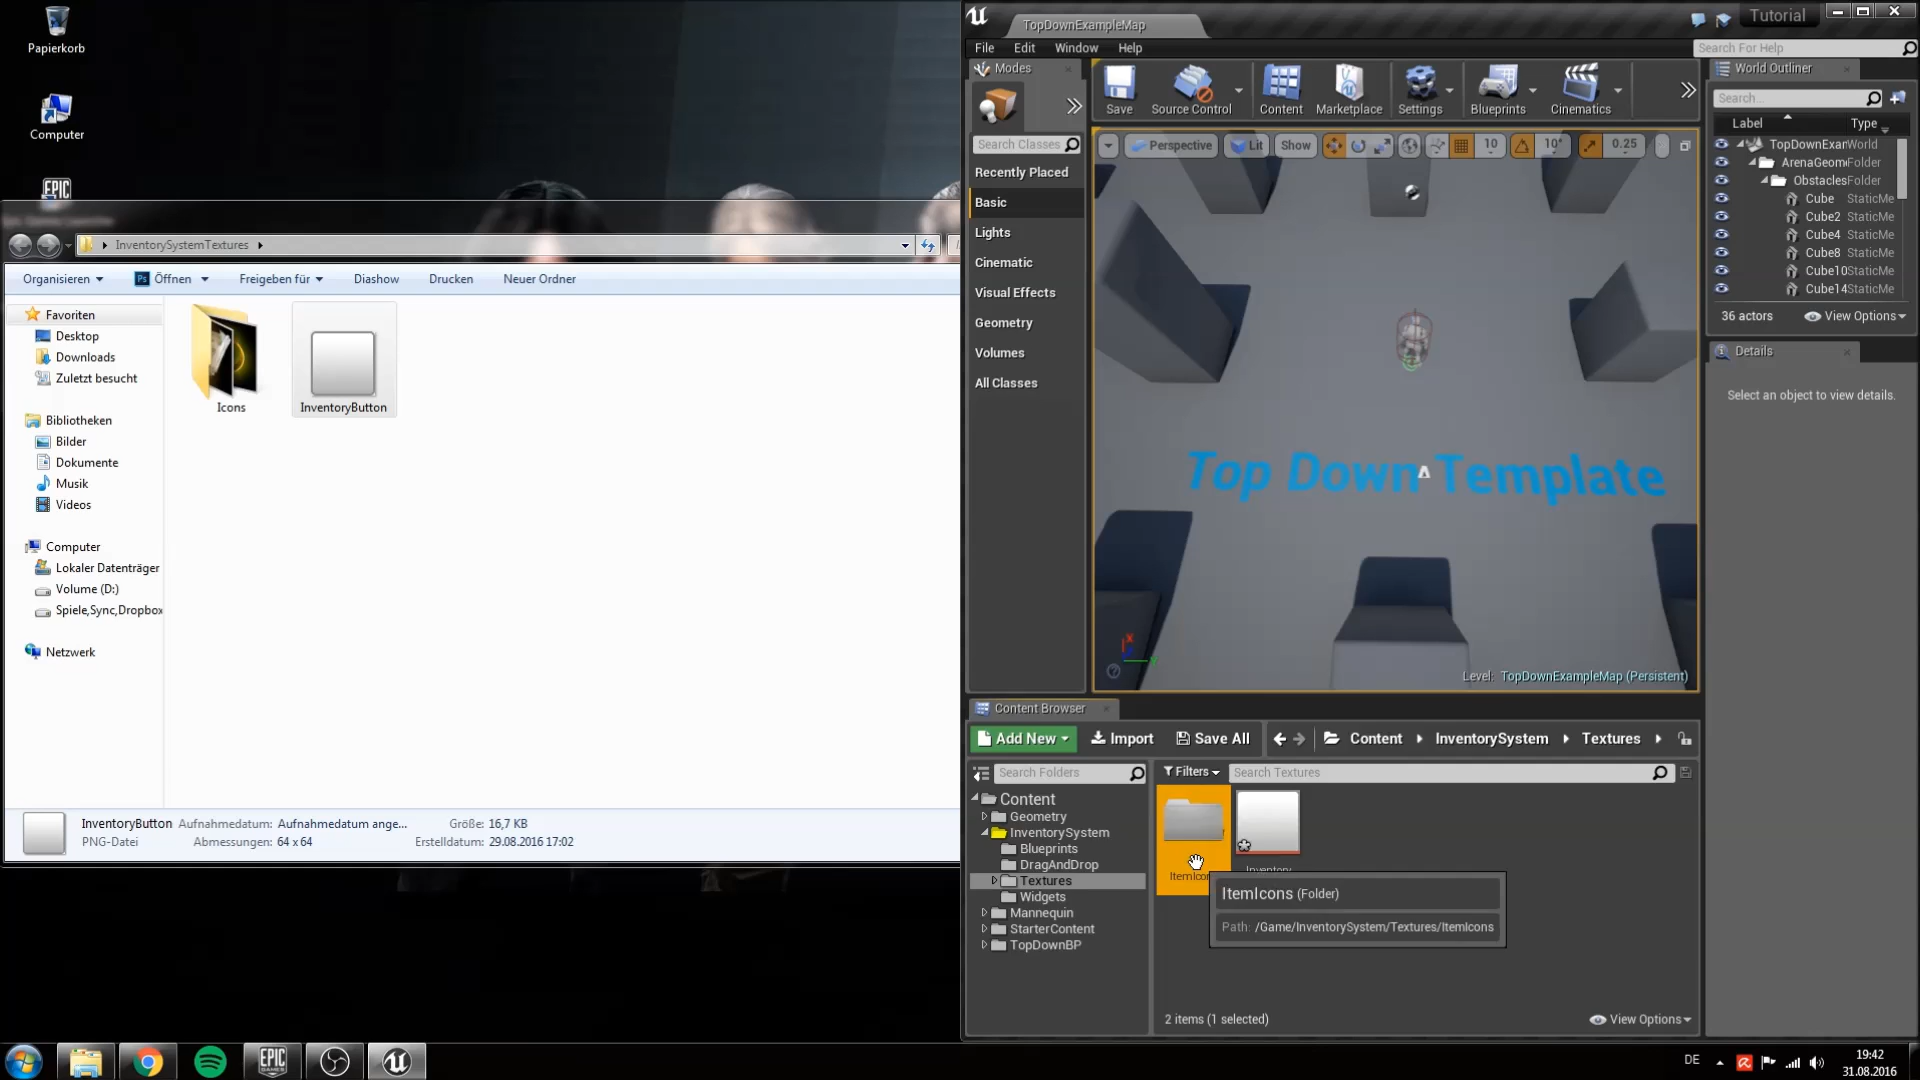 Papierkorb
Computer
EPIC
InventorySystemTextures
Organisieren
Öffnen
Freigeben für
Diashow
Drucken
Neuer Ordner
Favoriten
Desktop
Downloads
Zuletzt besucht
Bibliotheken
Bilder
Dokumente
Musik
Videos
Computer
Lokaler Datenträger
Volume (D:)
Spiele,Sync,Dropbox
Netzwerk
Icons
InventoryButton
InventoryButton
Aufnahmedatum: Aufnahmedatum ange...
Größe: 16,7 KB
PNG-Datei
Abmessungen: 64 x 64
Erstelldatum: 29.08.2016 17:02
TopDownExampleMap
Tutorial
File Edit Window Help
Search For Help
Modes
Search Classes
Recently Placed
Basic
Lights
Cinematic
Visual Effects
Geometry
Volumes
All Classes
Save
Source Control
Content
Marketplace
Settings
Blueprints
Cinematics
Perspective
Lit
Show
10
10°
0.25
Top Down Template
X
Y
Level: TopDownExampleMap (Persistent)
World Outliner
Search...
Label Type
TopDownExar World
ArenaGeom Folder
Obstacles Folder
Cube StaticMe
Cube2 StaticMe
Cube4 StaticMe
Cube8 StaticMe
Cube10 StaticMe
Cube14 StaticMe
36 actors
View Options
Details
Select an object to view details.
Content Browser
Add New
Import
Save All
Content
InventorySystem
Textures
Search Folders
Filters
Search Textures
Content
Geometry
InventorySystem
Blueprints
DragAndDrop
Textures
Widgets
Mannequin
StarterContent
TopDownBP
ItemIcon
Inventory
ItemIcons (Folder)
Path: /Game/InventorySystem/Textures/ItemIcons
2 items (1 selected)
View Options
EPIC GAMES
DE
19:42
31.08.2016